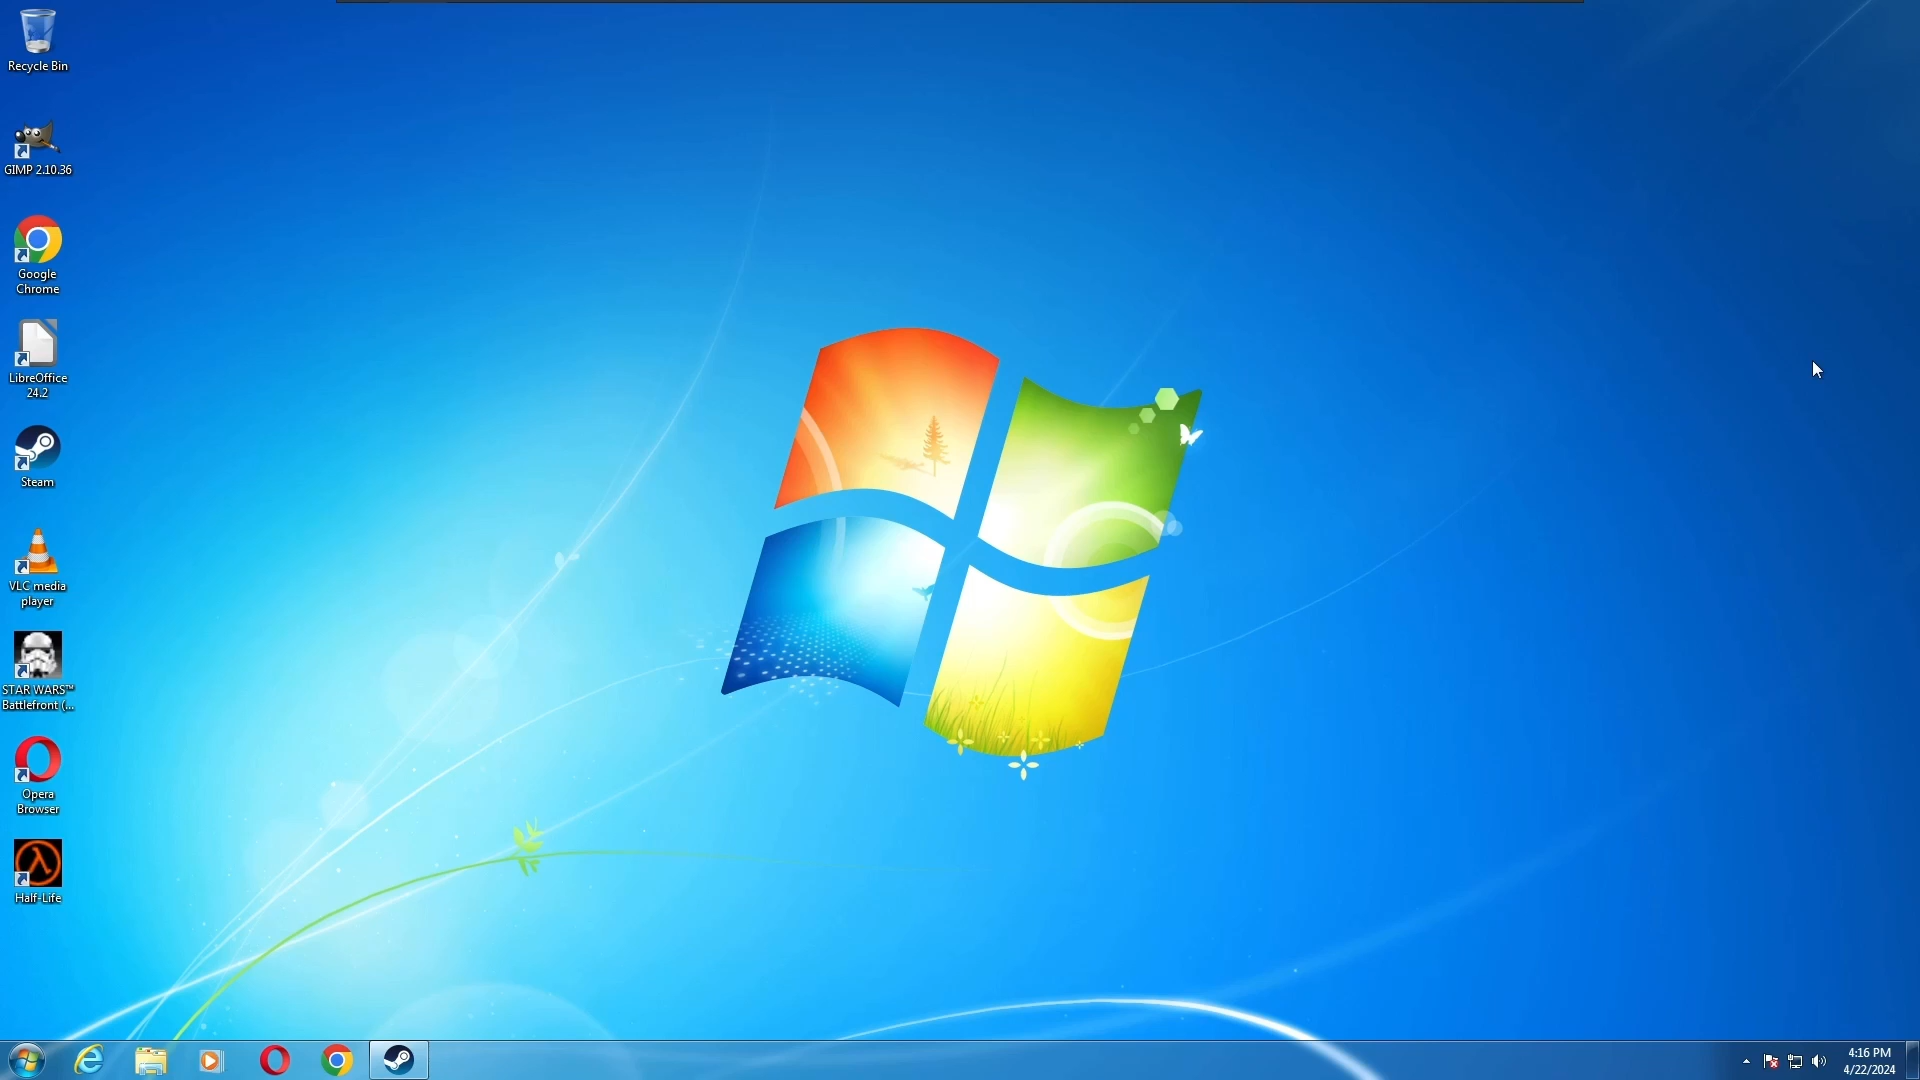 Recycle Bin
GIMP 2.10.36
Google
Chrome
LibreOffice
24.2
Steam
VLC media
player
STAR WARS™
Battlefront (...
Opera
Browser
Half-Life
4:16 PM
4/22/2024